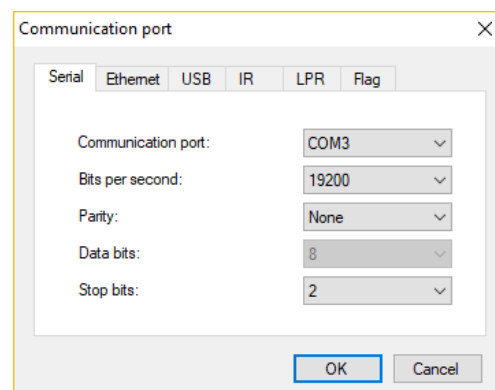 Communication port
Serial Ethernet USB IR LPR Flag
Communication port: COM3
Bits per second: 19200
Parity: None
Data bits: 8
Stop bits: 2
OK Cancel